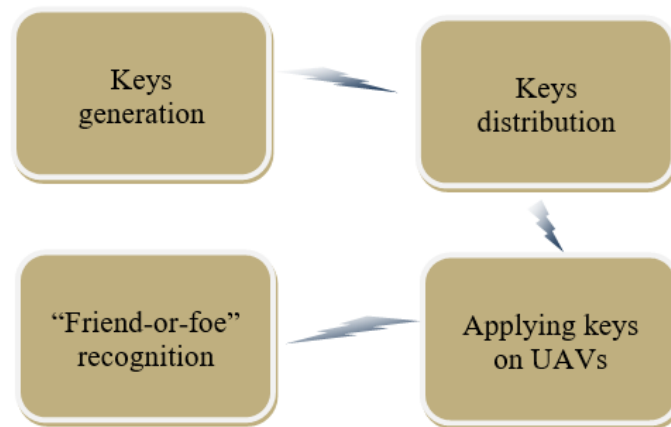 Keys
generation
Keys
distribution
“Friend-or-foe”
recognition
Applying keys
on UAVs